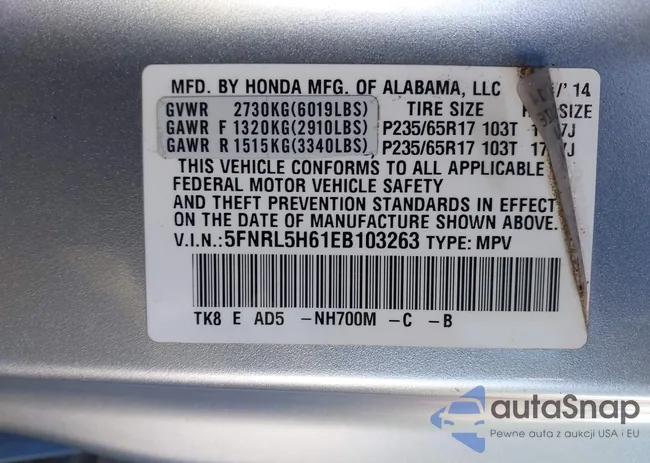 MFD. BY HONDA MFG. OF ALABAMA, LLC /' 14
GVWR 2730KG(6019LBS) TIRE SIZE SIZE
GAWR F 1320KG(2910LBS) P235/65R17 103T
GAWR R 1515KG(3340LBS) P235/65R17 103T
THIS VEHICLE CONFORMS TO ALL APPLICABLE
FEDERAL MOTOR VEHICLE SAFETY
AND THEFT PREVENTION STANDARDS IN EFFECT
ON THE DATE OF MANUFACTURE SHOWN ABOVE.
V.I.N.:5FNRL5H61EB103263 TYPE: MPV
TK8 E AD5 -NH700M -C -B
autaSnap
Pewne auta z aukcji USA i EU